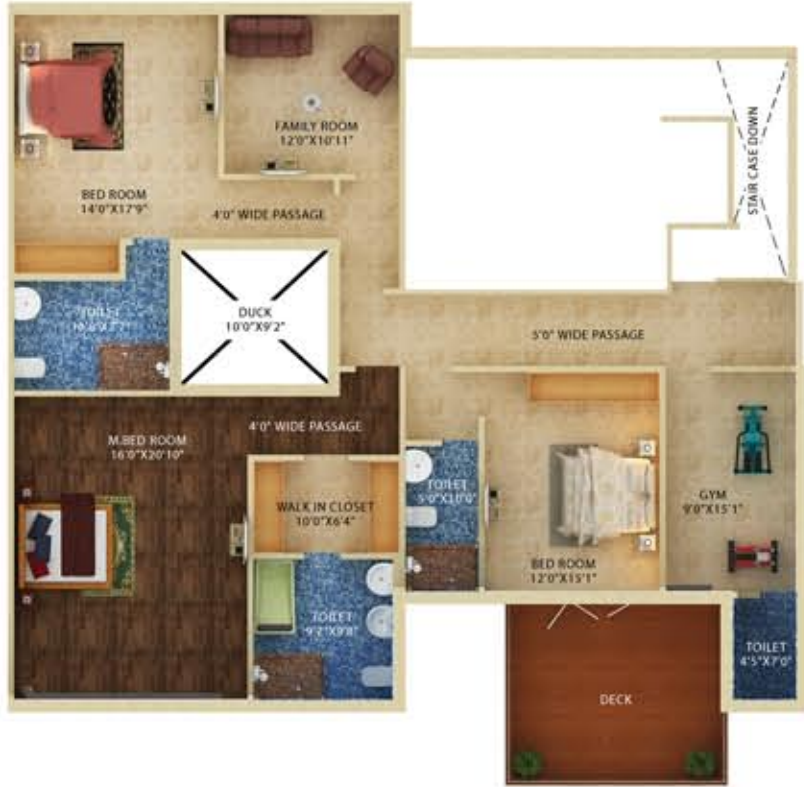 FAMILY ROOM
12'0"X10'11"
STAIR CASE DOWN
BED ROOM
14'0"X17'9"
4'0" WIDE PASSAGE
TOILET
DUCK
10'0"X9'2"
5'0" WIDE PASSAGE
M.BED ROOM
16'0"X20'10"
4'0" WIDE PASSAGE
WALK IN CLOSET
10'0"X6'4"
TOILET
5'0"X10'0"
GYM
9'0"X15'1"
BED ROOM
12'0"X15'1"
TOILET
9'2"X9'8"
TOILET
4'5"X7'0"
DECK